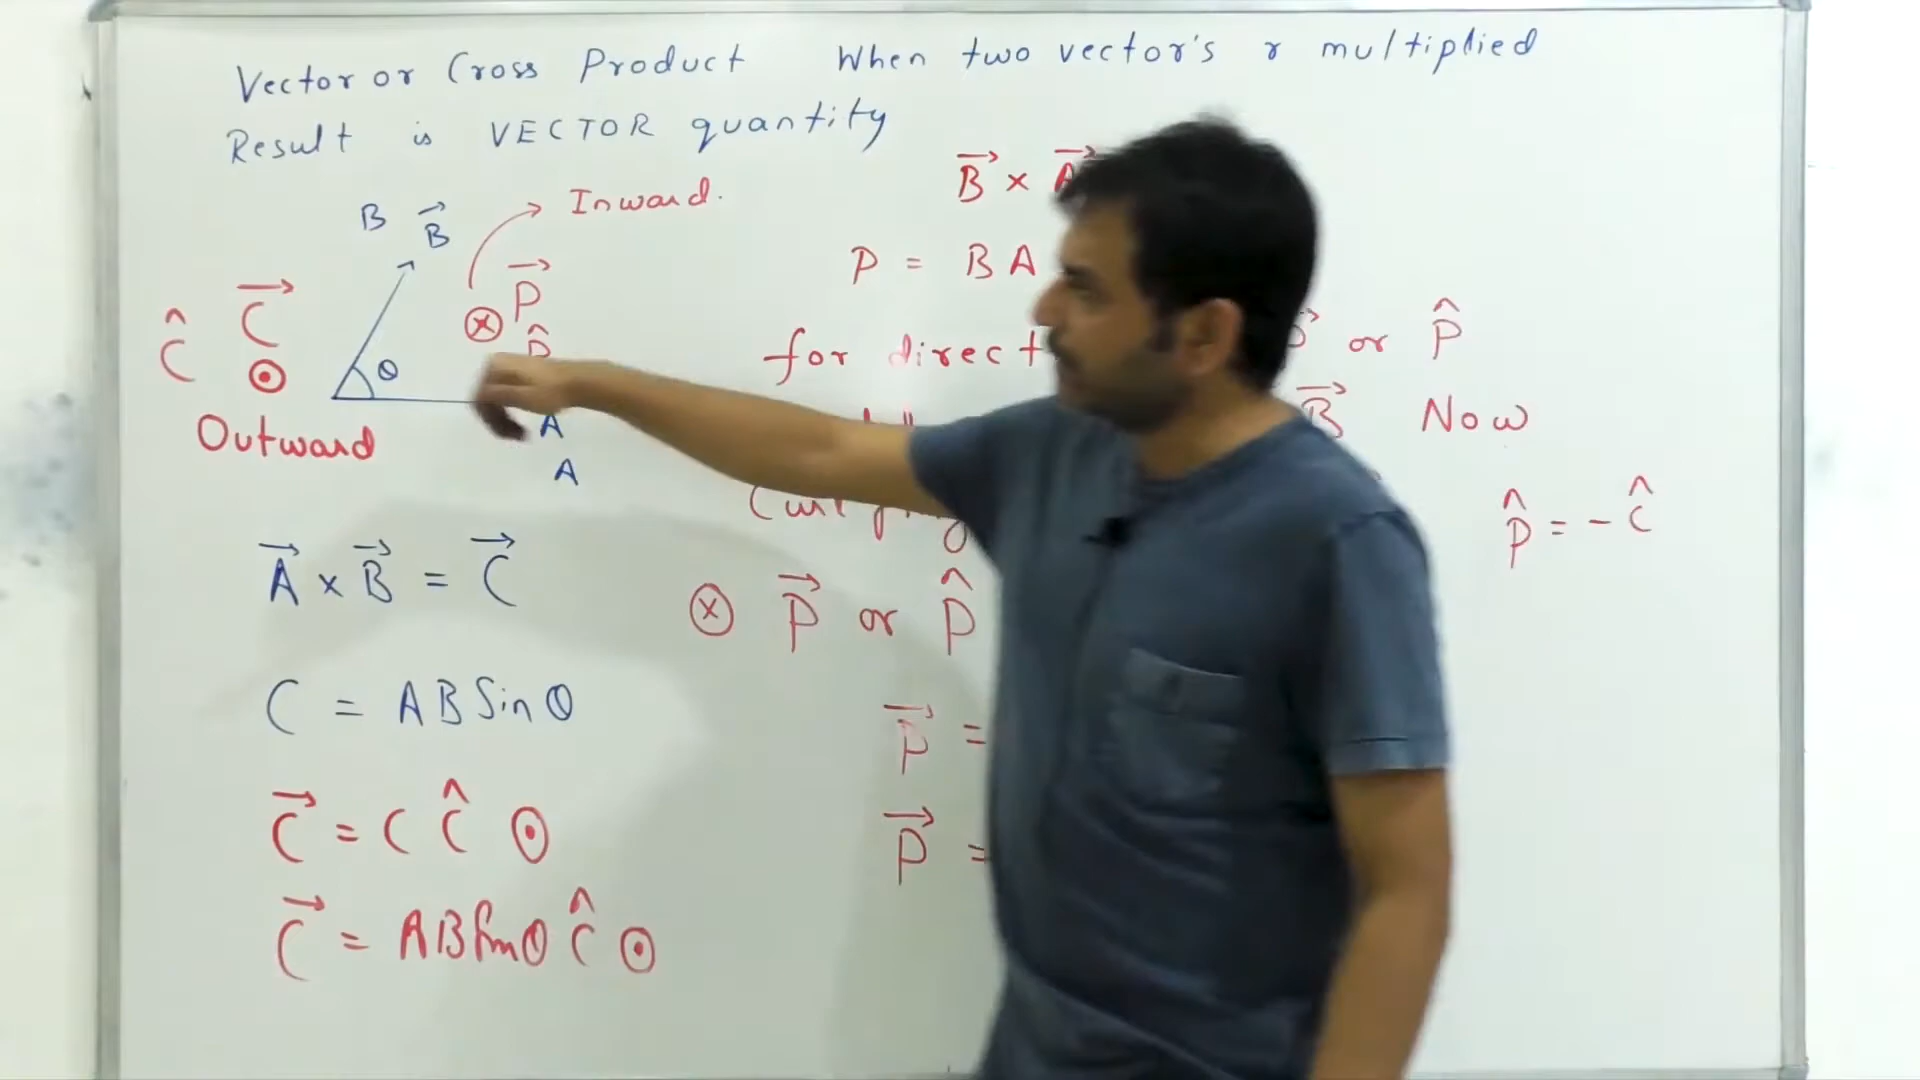 Vector or Cross Product When two vector's r multiplied
Result is VECTOR quantity
B B⃗ Inward.
C⃗ Ĉ ⊙ θ ⊗ P⃗ P̂
Outward A
A
A⃗ × B⃗ = C⃗
C = AB Sin θ
C⃗ = C Ĉ ⊙
C⃗ = AB Sin θ Ĉ ⊙
B⃗ × A⃗
P = B A
for direct P⃗ or P̂
B⃗ Now
Curlying
⊗ P⃗ or P̂
P⃗ =
P⃗ =
P̂ = - Ĉ